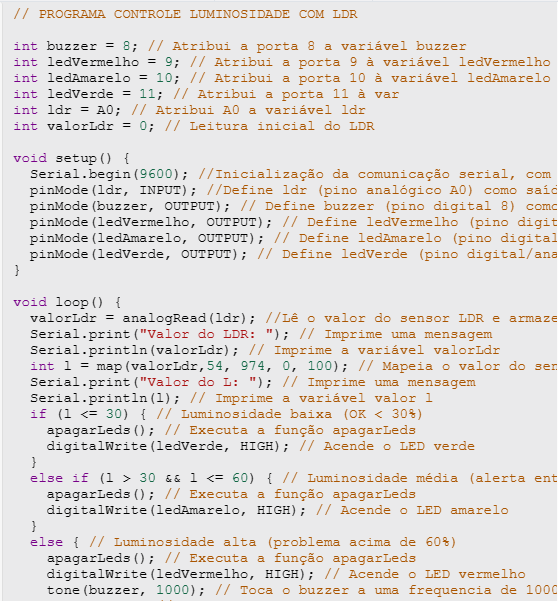 // PROGRAMA CONTROLE LUMINOSIDADE COM LDR
int buzzer = 8; // Atribui a porta 8 a variável buzzer
int ledVermelho = 9; // Atribui a porta 9 à variável ledVermelho
int ledAmarelo = 10; // Atribui a porta 10 à variável ledAmarelo
int ledVerde = 11; // Atribui a porta 11 à var
int ldr = A0; // Atribui A0 a variável ldr
int valorLdr = 0; // Leitura inicial do LDR
void setup() {
Serial.begin(9600); //Inicialização da comunicação serial, com
pinMode(ldr, INPUT); //Define ldr (pino analógico A0) como saíd
pinMode(buzzer, OUTPUT); // Define buzzer (pino digital 8) como
pinMode(ledVermelho, OUTPUT); // Define ledVermelho (pino digit
pinMode(ledAmarelo, OUTPUT); // Define ledAmarelo (pino digital
pinMode(ledVerde, OUTPUT); // Define ledVerde (pino digital/ana
}
void loop() {
valorLdr = analogRead(ldr); //Lê o valor do sensor LDR e armaze
Serial.print("Valor do LDR: "); // Imprime uma mensagem
Serial.println(valorLdr); // Imprime a variável valorLdr
int l = map(valorLdr,54, 974, 0, 100); // Mapeia o valor do sen
Serial.print("Valor do L: "); // Imprime uma mensagem
Serial.println(l); // Imprime a variável valor l
if (l <= 30) { // Luminosidade baixa (OK < 30%)
apagarLeds(); // Executa a função apagarLeds
digitalWrite(ledVerde, HIGH); // Acende o LED verde
}
else if (l > 30 && l <= 60) { // Luminosidade média (alerta ent
apagarLeds(); // Executa a função apagarLeds
digitalWrite(ledAmarelo, HIGH); // Acende o LED amarelo
}
else { // Luminosidade alta (problema acima de 60%)
apagarLeds(); // Executa a função apagarLeds
digitalWrite(ledVermelho, HIGH); // Acende o LED vermelho
tone(buzzer, 1000); // Toca o buzzer a uma frequencia de 1000